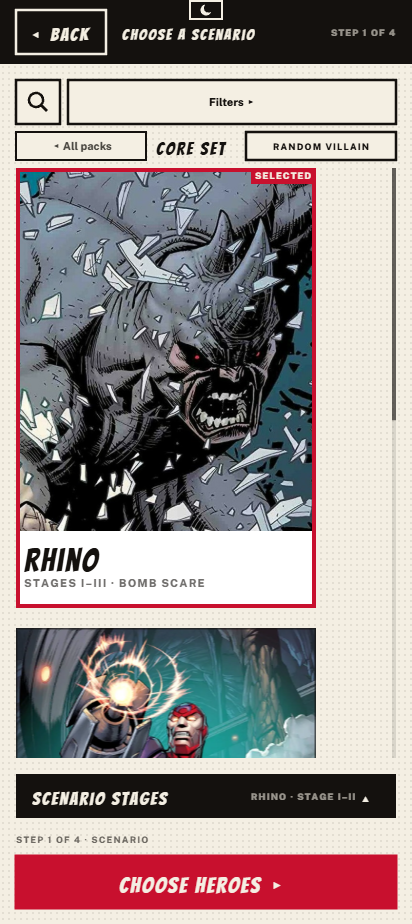 ◂ BACK CHOOSE A SCENARIO STEP 1 OF 4
Filters ▸
◂ All packs CORE SET RANDOM VILLAIN
SELECTED
RHINO
STAGES I–III · BOMB SCARE
SCENARIO STAGES RHINO · STAGE I–II ▲
STEP 1 OF 4 · SCENARIO
CHOOSE HEROES ▸